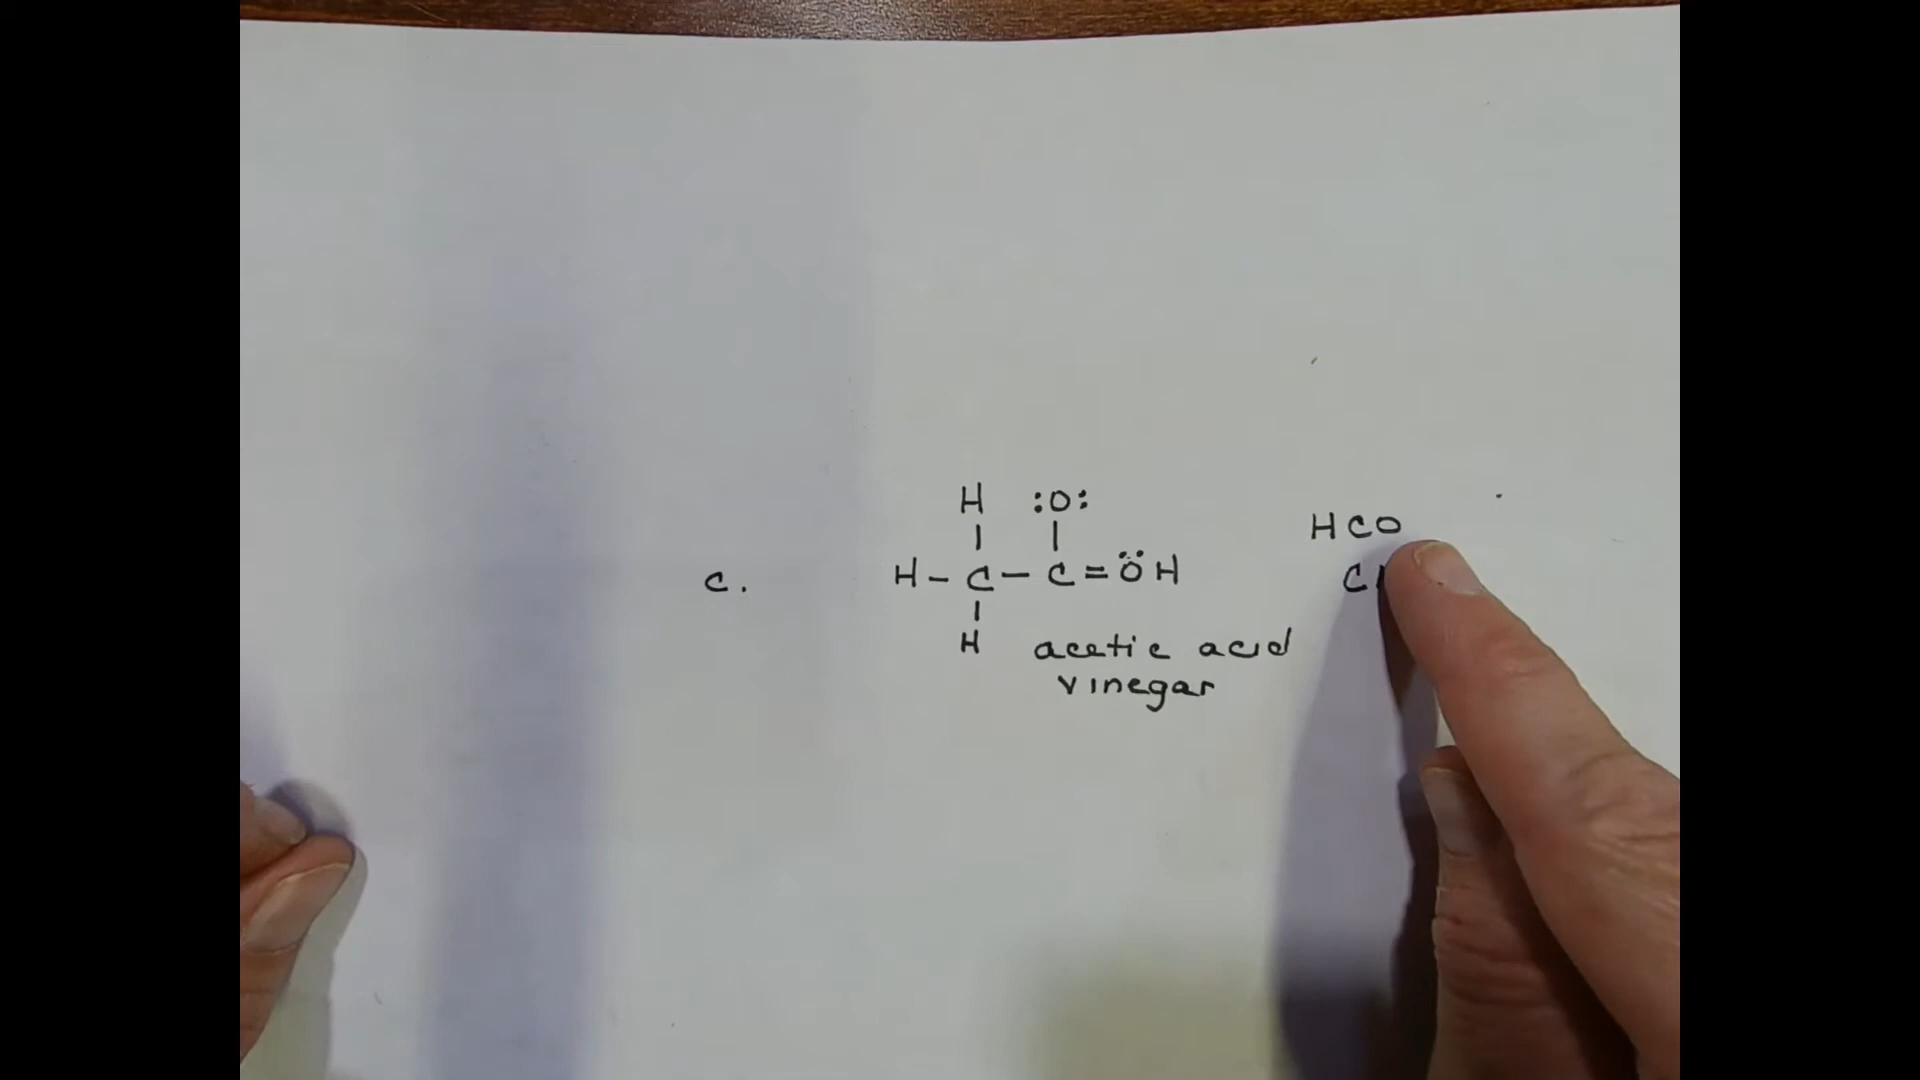 H :O:
HCO
c. H - C - C = Ö H
H acetic acid
vinegar